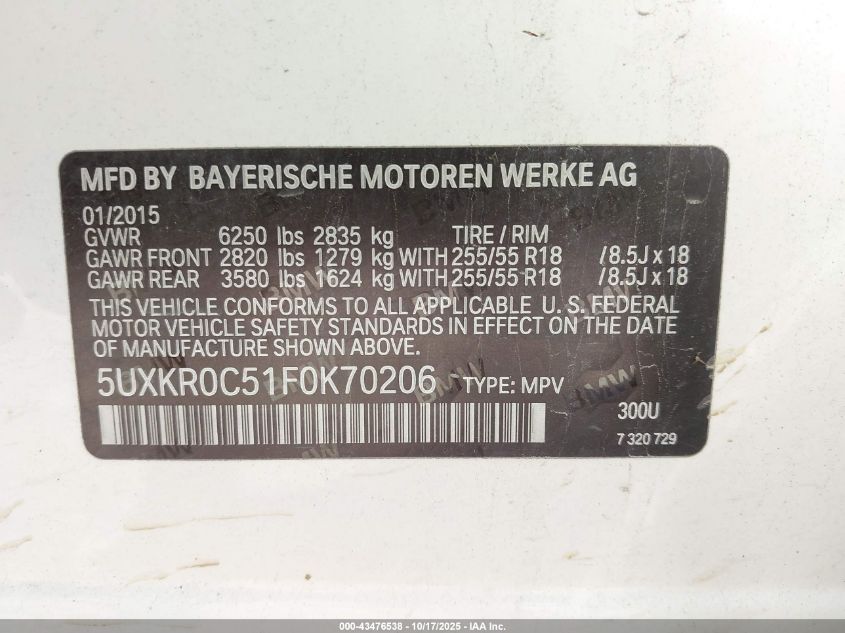 MFD BY BAYERISCHE MOTOREN WERKE AG
01/2015
GVWR 6250 lbs 2835 kg TIRE / RIM
GAWR FRONT 2820 lbs 1279 kg WITH 255/55 R18 /8.5J x 18
GAWR REAR 3580 lbs 1624 kg WITH 255/55 R18 /8.5J x 18
THIS VEHICLE CONFORMS TO ALL APPLICABLE U. S. FEDERAL
MOTOR VEHICLE SAFETY STANDARDS IN EFFECT ON THE DATE
OF MANUFACTURE SHOWN ABOVE.
5UXKR0C51F0K70206 TYPE: MPV
300U
7 320 729
000-43476538 - 10/17/2025 - IAA Inc.